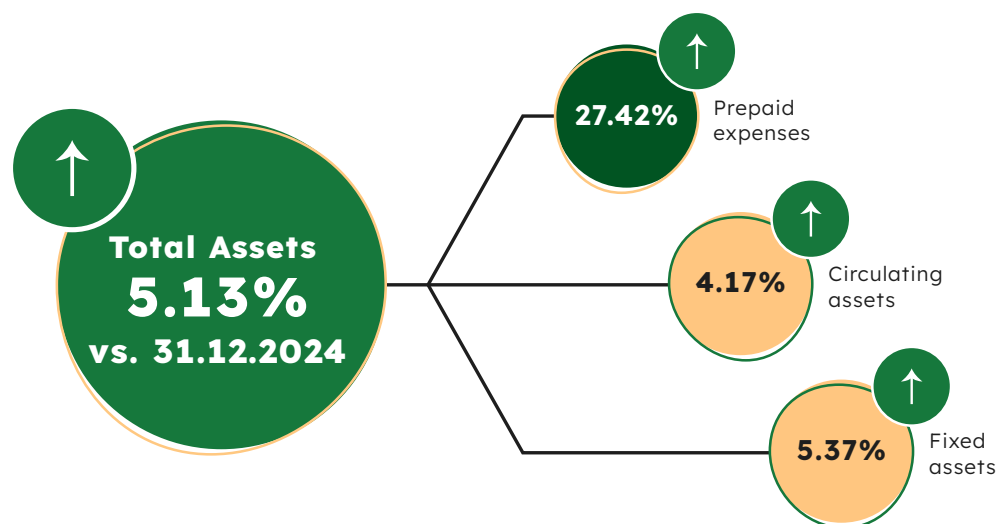 Total Assets
5.13%
vs. 31.12.2024
27.42%
Prepaid
expenses
4.17%
Circulating
assets
5.37%
Fixed
assets